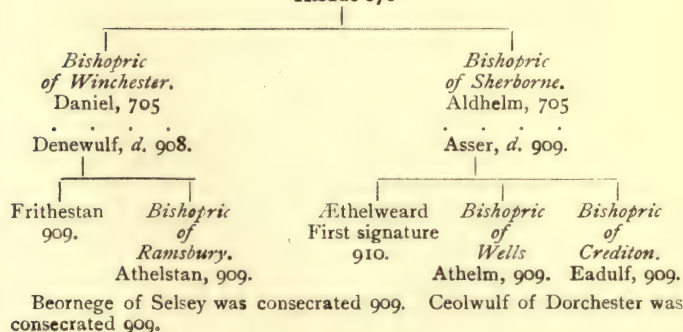 Bishopric Bishopric
of Winchester. of Sherborne.
Daniel, 705 Aldhelm, 705
. . . . . . . .
Denewulf, d. 908. Asser, d. 909.
Frithestan Bishopric Æthelweard Bishopric Bishopric
909. of First signature of of
Ramsbury. 910. Wells Crediton.
Athelstan, 909. Athelm, 909. Eadulf, 909.
Beornege of Selsey was consecrated 909. Ceolwulf of Dorchester was
consecrated 909.